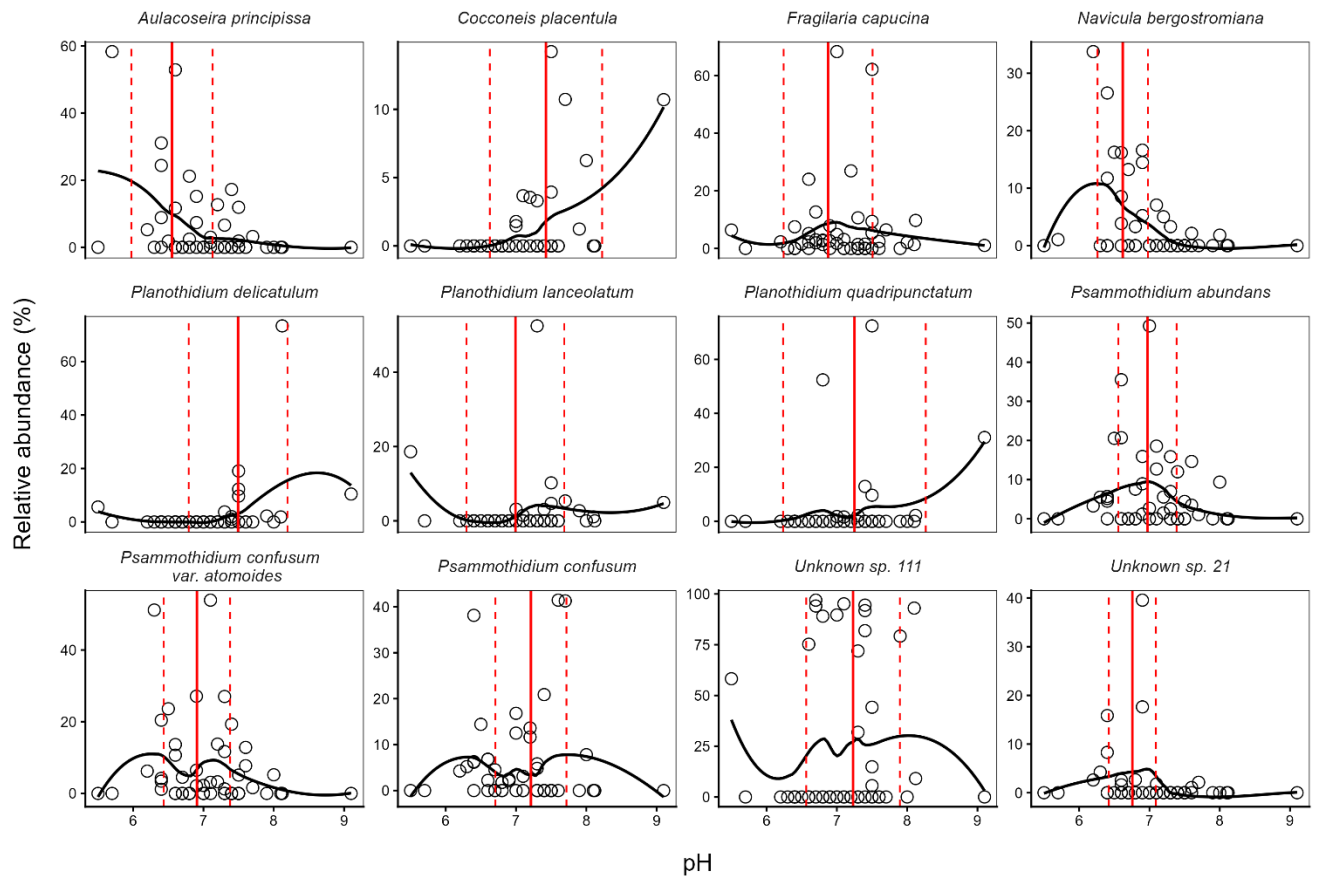 Aulacoseira principissa
Cocconeis placentula
Fragilaria capucina
Navicula bergostromiana
60
40
20
0
10
5
0
60
40
20
0
30
20
10
0
Planothidium delicatulum
Planothidium lanceolatum
Planothidium quadripunctatum
Psammothidium abundans
60
40
20
0
40
20
0
60
40
20
0
50
40
30
20
10
0
Psammothidium confusum
var. atomoides
Psammothidium confusum
Unknown sp. 111
Unknown sp. 21
40
20
0
40
30
20
10
0
100
75
50
25
0
40
30
20
10
0
6 7 8 9
6 7 8 9
6 7 8 9
6 7 8 9
Relative abundance (%)
pH